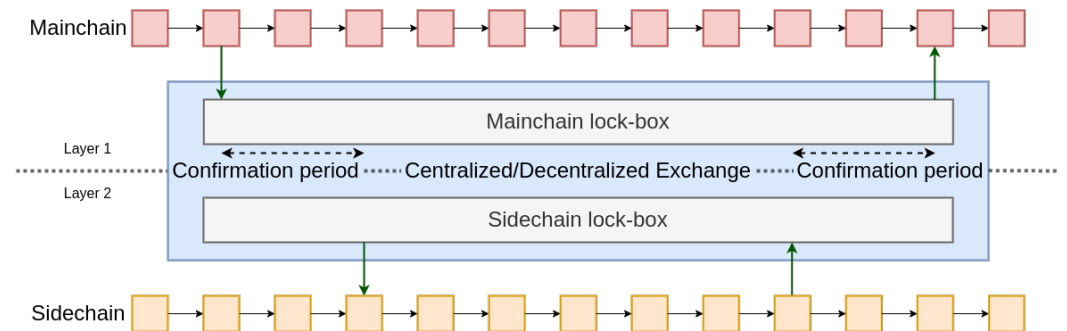 Mainchain
Mainchain lock-box
Layer 1
Confirmation period
Centralized/Decentralized Exchange
Confirmation period
Layer 2
Sidechain lock-box
Sidechain